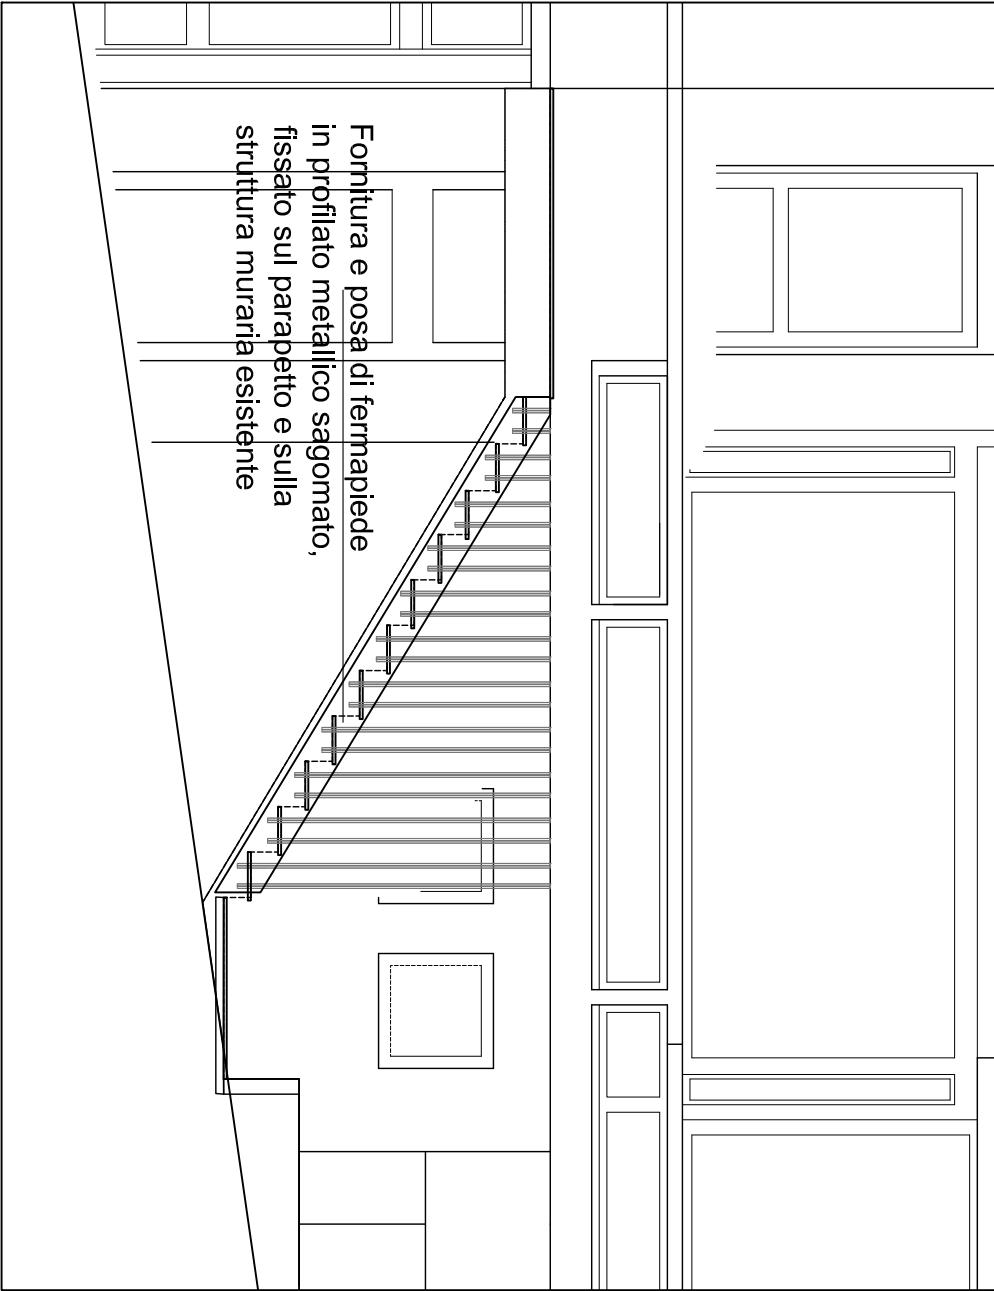 Fornitura e posa di fermapiede
in profilato metallico sagomato,
fissato sul parapetto e sulla
struttura muraria esistente